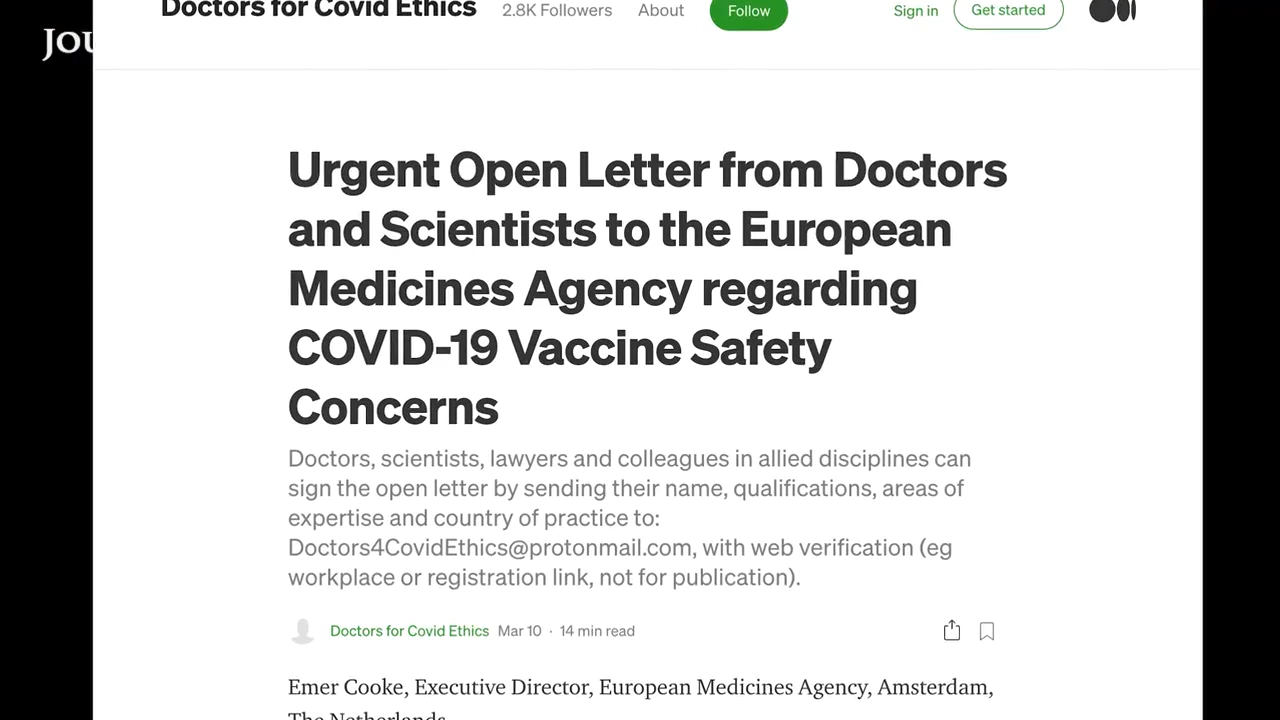 Doctors for Covid Ethics 2.8K Followers About Follow Sign in Get started
Jou
Urgent Open Letter from Doctors
and Scientists to the European
Medicines Agency regarding
COVID-19 Vaccine Safety
Concerns
Doctors, scientists, lawyers and colleagues in allied disciplines can
sign the open letter by sending their name, qualifications, areas of
expertise and country of practice to:
Doctors4CovidEthics@protonmail.com, with web verification (eg
workplace or registration link, not for publication).
Doctors for Covid Ethics Mar 10 · 14 min read
Emer Cooke, Executive Director, European Medicines Agency, Amsterdam,
The Netherlands